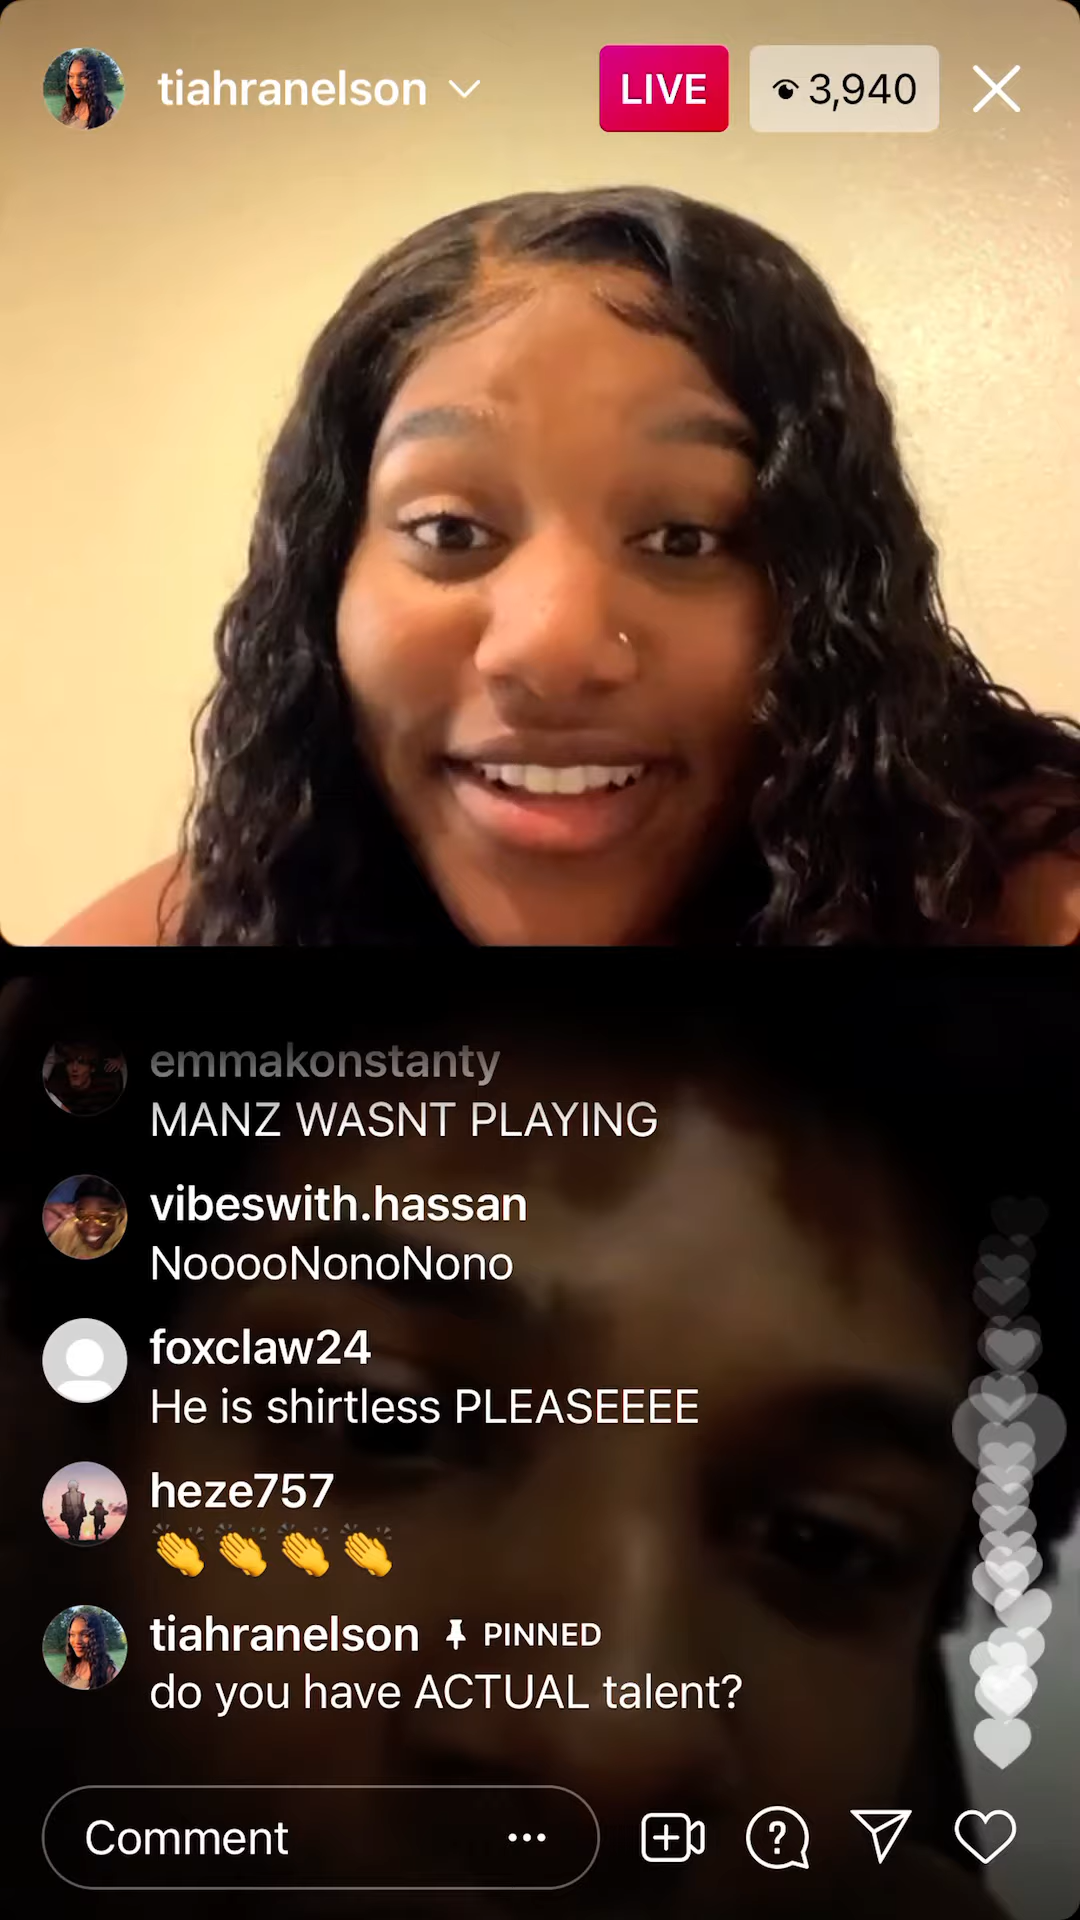 tiahranelson
LIVE
3,940
emmakonstanty
MANZ WASNT PLAYING
vibeswith.hassan
NooooNonoNono
foxclaw24
He is shirtless PLEASEEEE
heze757
👏👏👏👏
tiahranelson PINNED
do you have ACTUAL talent?
Comment